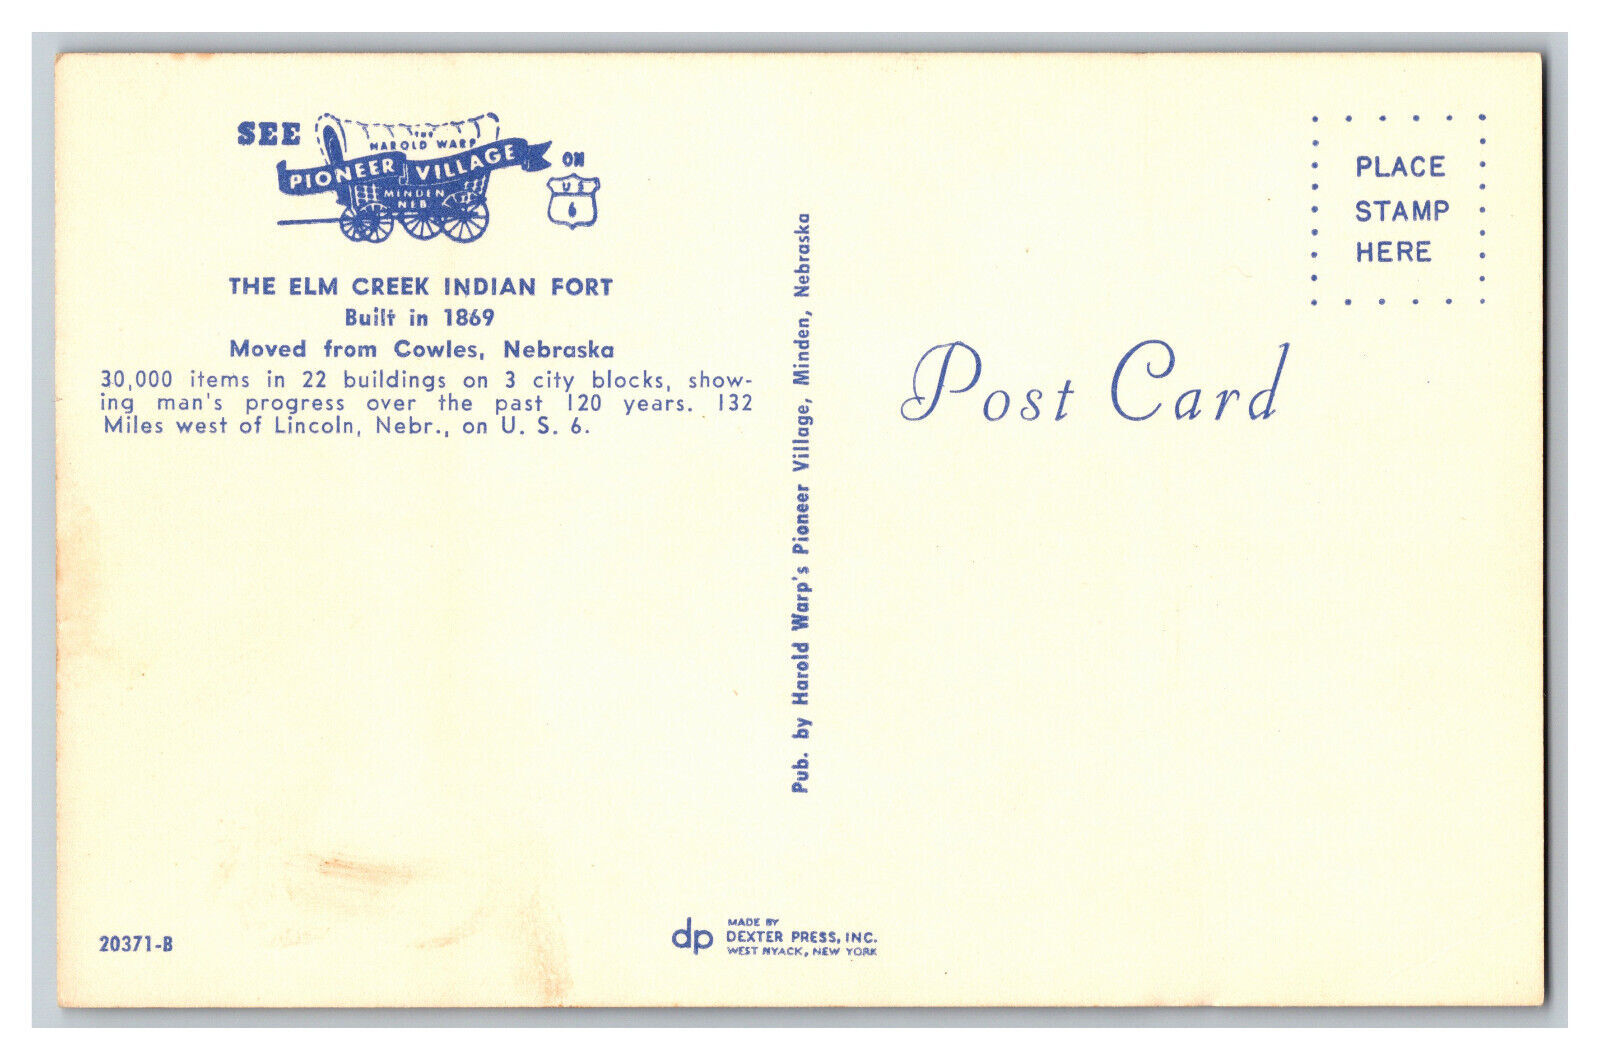 SEE
THE
HAROLD WARP
PIONEER VILLAGE
MINDEN
NEB
ON
US
6
THE ELM CREEK INDIAN FORT
Built in 1869
Moved from Cowles, Nebraska
30,000 items in 22 buildings on 3 city blocks, show-
ing man's progress over the past 120 years. 132
Miles west of Lincoln, Nebr., on U. S. 6.
20371-B
Pub. by Harold Warp's Pioneer Village, Minden, Nebraska
dp
MADE BY
DEXTER PRESS, INC.
WEST NYACK, NEW YORK
PLACE
STAMP
HERE
Post Card